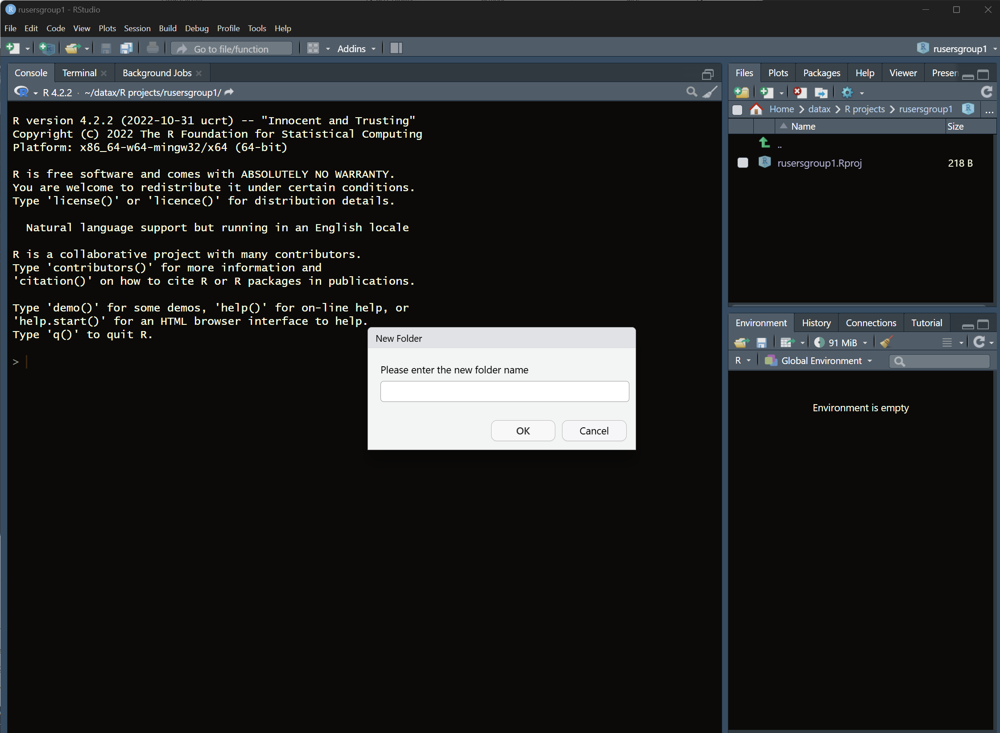 rusersgroup1 - RStudio
File Edit Code View Plots Session Build Debug Profile Tools Help
Go to file/function Addins rusersgroup1
Console Terminal Background Jobs
R 4.2.2 · ~/datax/R projects/rusersgroup1/
R version 4.2.2 (2022-10-31 ucrt) -- "Innocent and Trusting"
Copyright (C) 2022 The R Foundation for Statistical Computing
Platform: x86_64-w64-mingw32/x64 (64-bit)
R is free software and comes with ABSOLUTELY NO WARRANTY.
You are welcome to redistribute it under certain conditions.
Type 'license()' or 'licence()' for distribution details.
Natural language support but running in an English locale
R is a collaborative project with many contributors.
Type 'contributors()' for more information and
'citation()' on how to cite R or R packages in publications.
Type 'demo()' for some demos, 'help()' for on-line help, or
'help.start()' for an HTML browser interface to help.
Type 'q()' to quit R.
>
New Folder
Please enter the new folder name
OK Cancel
Files Plots Packages Help Viewer Presen
Home datax R projects rusersgroup1 ...
Name Size
..
rusersgroup1.Rproj 218 B
Environment History Connections Tutorial
91 MiB
R Global Environment
Environment is empty